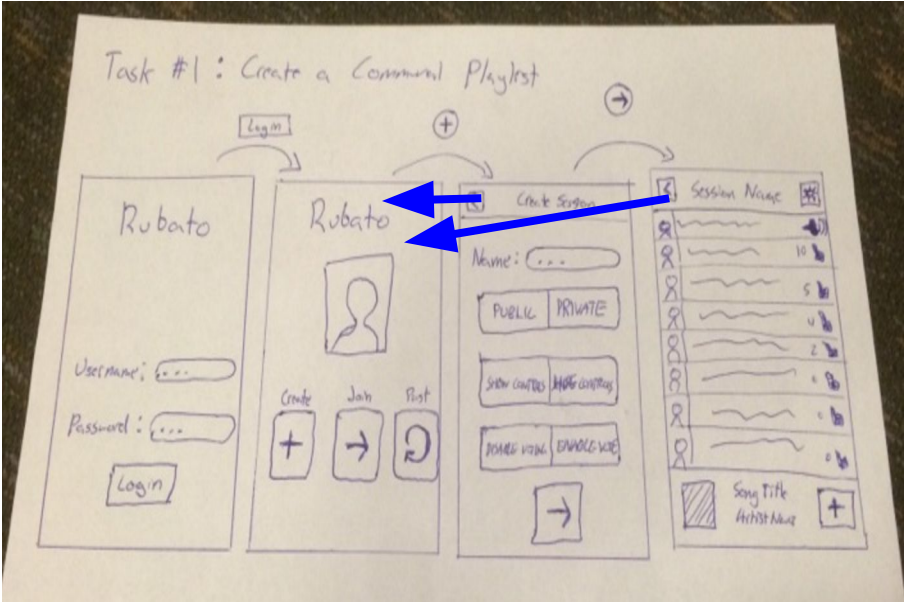 Task #1: Create a Communal Playlist
Login
+
→
Rubato
Username: ...
Password: ...
Login
Rubato
Create Join Past
+ →
Create Session
Name: ...
PUBLIC PRIVATE
SHOW CONTROLS HIDE CONTROLS
DISABLE VOTING ENABLE VOTE
→
< Session Name
10
5
4
2
0
0
0
Song Title
Artist Name
+